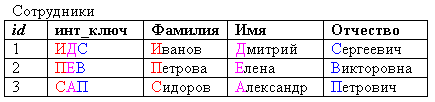 Сотрудники
id инт_ключ Фамилия Имя Отчество
1 ИДС Иванов Дмитрий Сергеевич
2 ПЕВ Петрова Елена Викторовна
3 САП Сидоров Александр Петрович